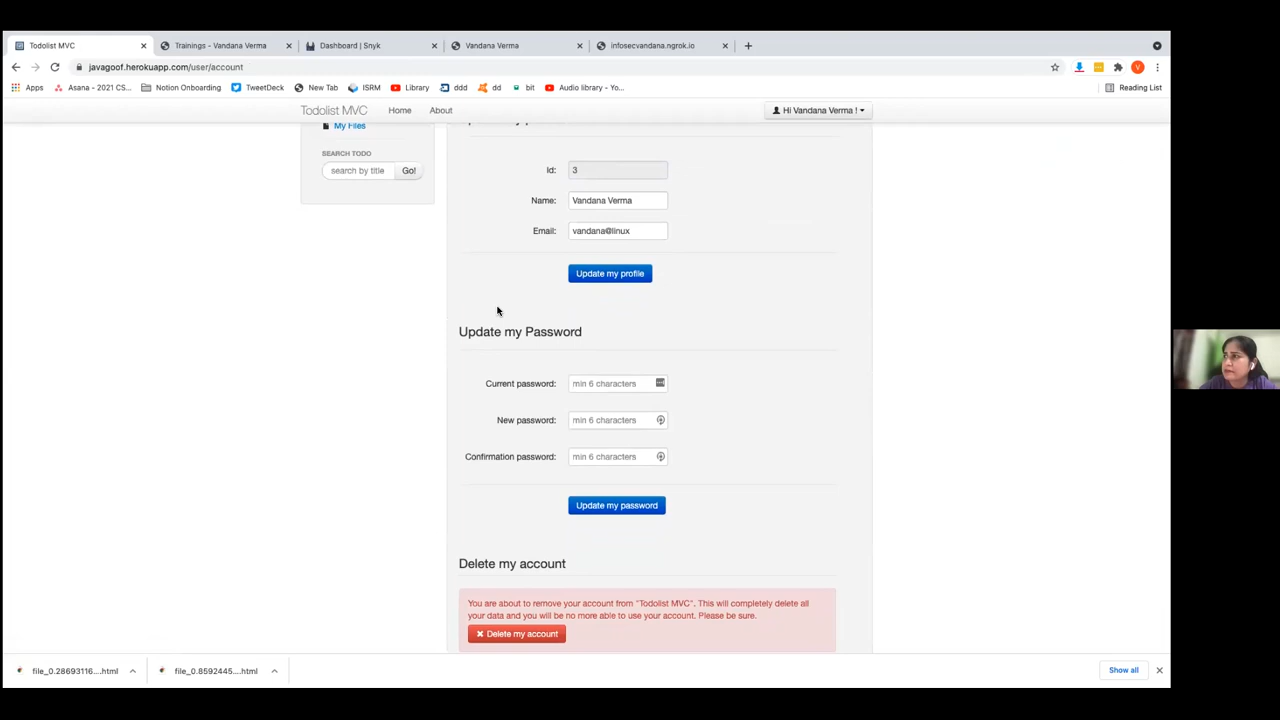 Todolist MVC
Trainings - Vandana Verma
Dashboard | Snyk
Vandana Verma
infosecvandana.ngrok.io
javagoof.herokuapp.com/user/account
V
Apps
Asana - 2021 CS...
Notion Onboarding
TweetDeck
New Tab
ISRM
Library
ddd
dd
bit
Audio library - Yo...
Reading List
Todolist MVC
Home
About
Hi Vandana Verma !
My Files
SEARCH TODO
search by title
Go!
Id:
3
Name:
Vandana Verma
Email:
vandana@linux
Update my profile
Update my Password
Current password:
min 6 characters
New password:
min 6 characters
Confirmation password:
min 6 characters
Update my password
Delete my account
You are about to remove your account from "Todolist MVC". This will completely delete all
your data and you will be no more able to use your account. Please be sure.
Delete my account
file_0.28693116....html
file_0.8592445....html
Show all